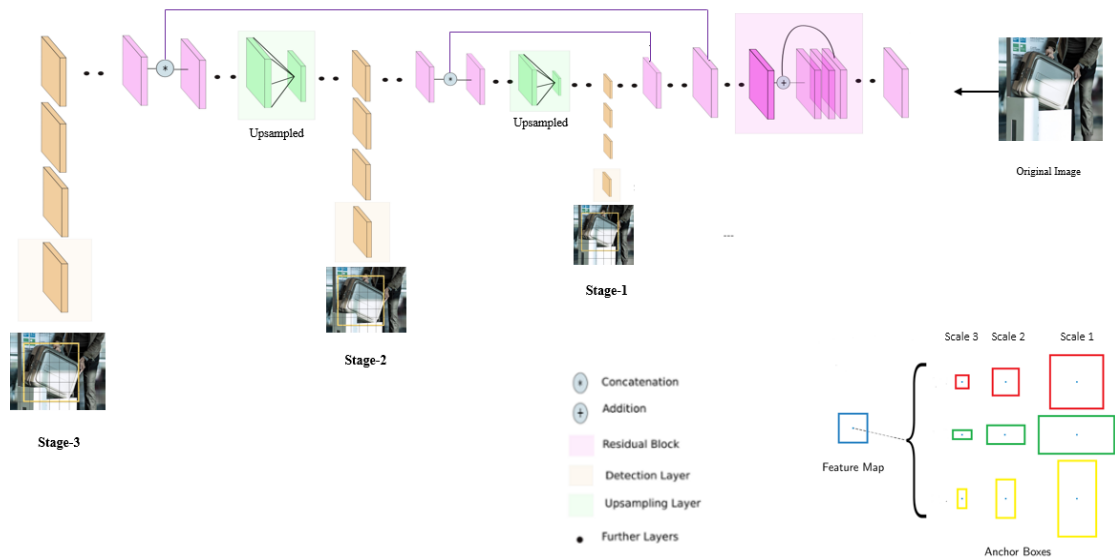 Upsampled
Upsampled
Original Image
Stage-1
Stage-2
Stage-3
Concatenation
Addition
Residual Block
Detection Layer
Upsampling Layer
Further Layers
Scale 3 Scale 2 Scale 1
Feature Map
Anchor Boxes